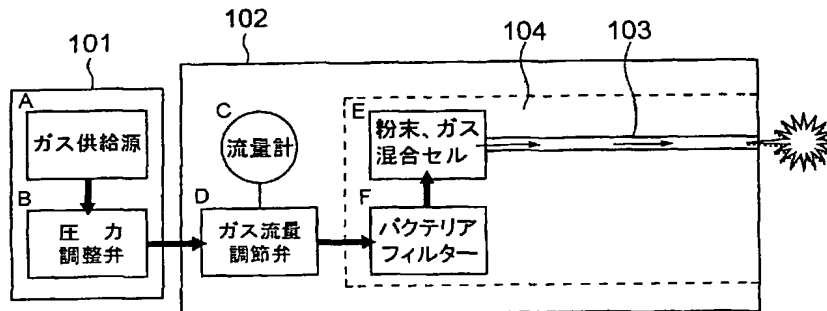 101
102
104
103
A
ガス供給源
B
圧 力
調整弁
C
流量計
D
ガス流量
調節弁
E
粉末、ガス
混合セル
F
バクテリア
フィルター